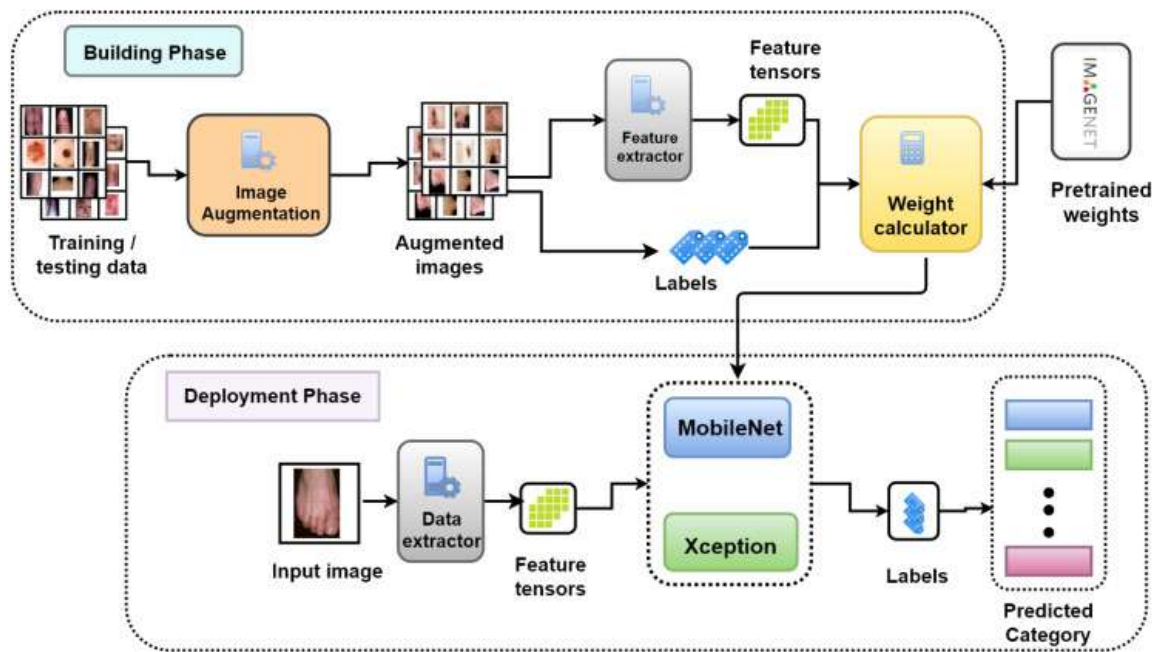 Building Phase
Feature
tensors
IMAGENET
Feature
extractor
Image
Augmentation
Weight
calculator
Pretrained
weights
Training /
testing data
Augmented
images
Labels
Deployment Phase
MobileNet
Data
extractor
Xception
Input image
Feature
tensors
Labels
Predicted
Category